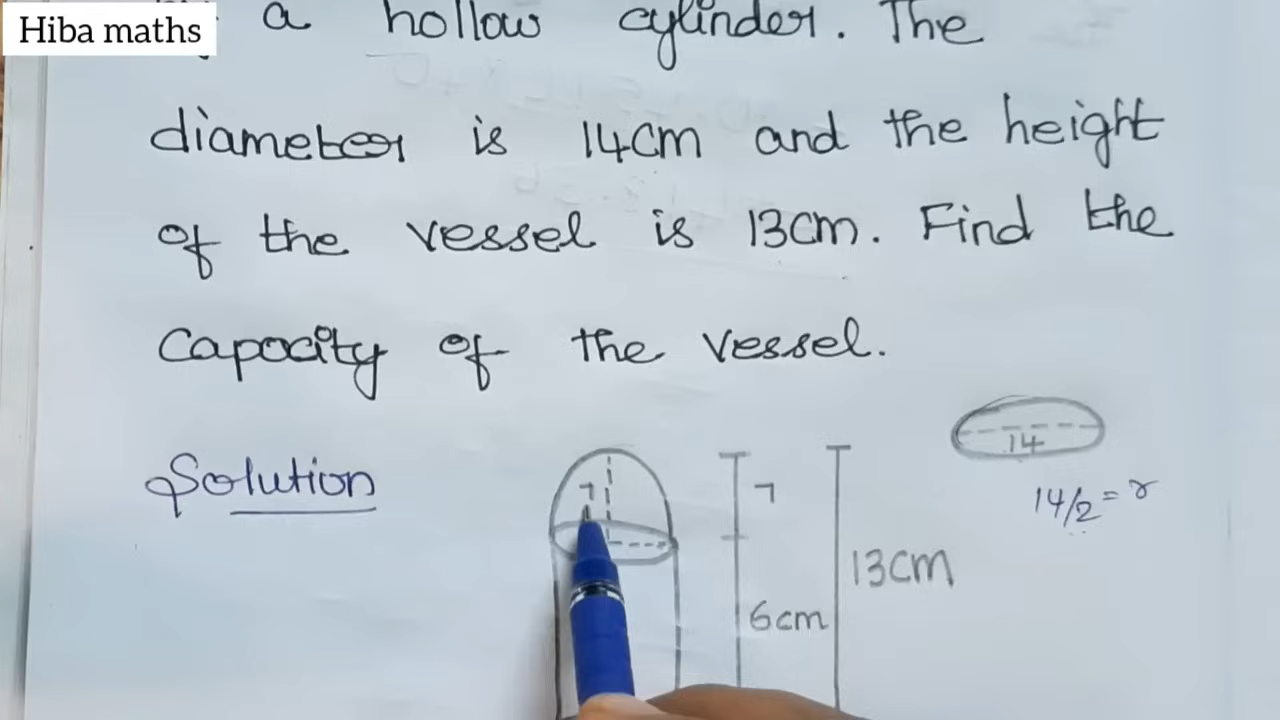 Hiba maths
a hollow cylinder. The
diameter is 14cm and the height
of the vessel is 13cm. Find the
Capacity of the vessel.
Solution
7
7
6cm
13cm
14
14/2 = r